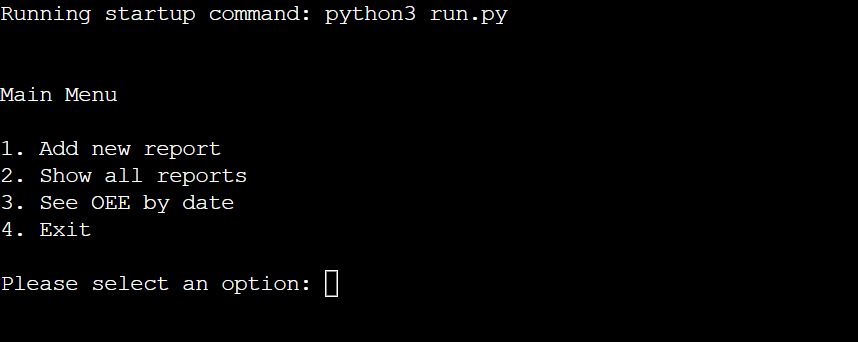 Running startup command: python3 run.py
Main Menu
1. Add new report
2. Show all reports
3. See OEE by date
4. Exit
Please select an option: